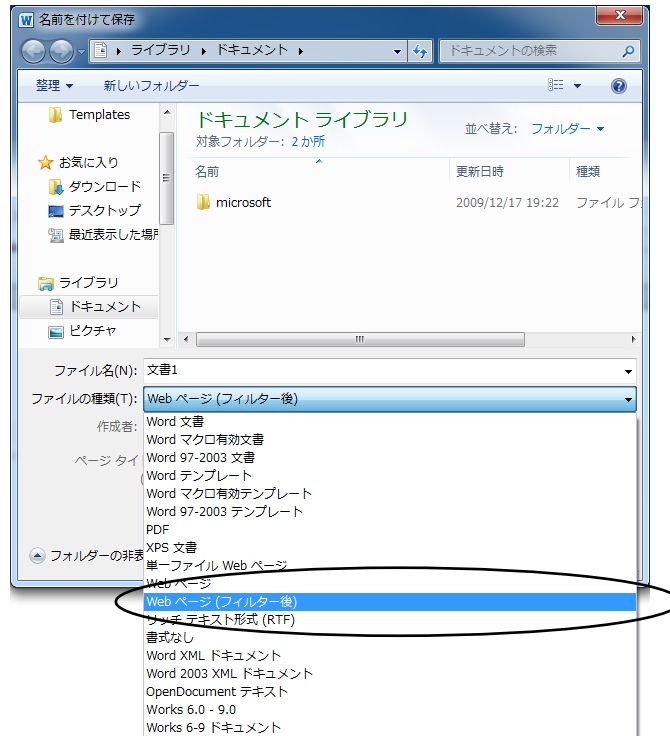 名前を付けて保存
ライブラリ ドキュメント
ドキュメントの検索
整理 新しいフォルダー
Templates
お気に入り
ダウンロード
デスクトップ
最近表示した場所
ライブラリ
ドキュメント
ピクチャ
ドキュメント ライブラリ
対象フォルダー: 2 か所
並べ替え: フォルダー
名前 更新日時 種類
microsoft 2009/12/17 19:22 ファイル フ
ファイル名(N): 文書1
ファイルの種類(T): Web ページ (フィルター後)
作成者:
ページ タイ
フォルダーの非表
Word 文書
Word マクロ有効文書
Word 97-2003 文書
Word テンプレート
Word マクロ有効テンプレート
Word 97-2003 テンプレート
PDF
XPS 文書
単一ファイル Web ページ
Web ページ
Web ページ (フィルター後)
リッチ テキスト形式 (RTF)
書式なし
Word XML ドキュメント
Word 2003 XML ドキュメント
OpenDocument テキスト
Works 6.0 - 9.0
Works 6-9 ドキュメント